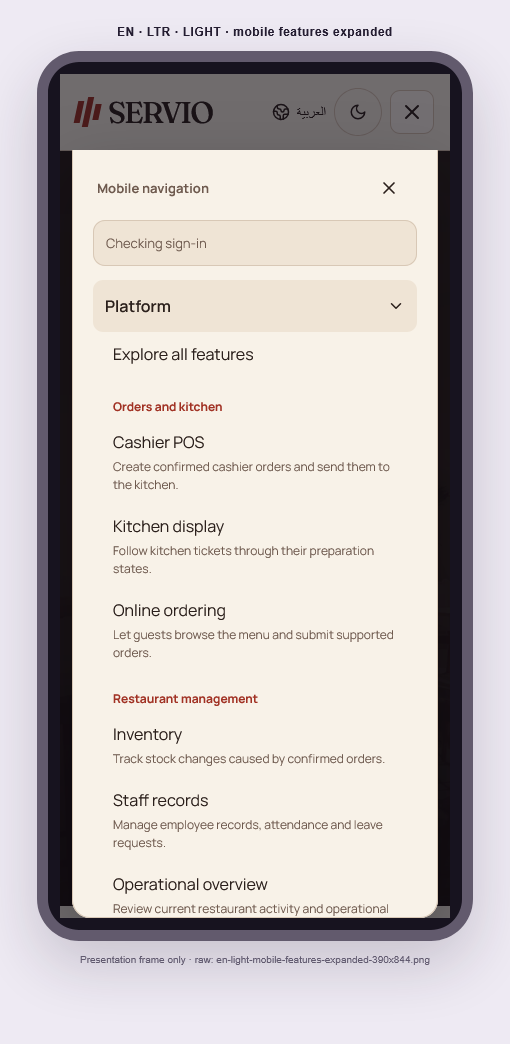 EN · LTR · LIGHT · mobile features expanded
SERVIO
العربية
Mobile navigation
Checking sign-in
Platform
Explore all features
Orders and kitchen
Cashier POS
Create confirmed cashier orders and send them to
the kitchen.
Kitchen display
Follow kitchen tickets through their preparation
states.
Online ordering
Let guests browse the menu and submit supported
orders.
Restaurant management
Inventory
Track stock changes caused by confirmed orders.
Staff records
Manage employee records, attendance and leave
requests.
Operational overview
Review current restaurant activity and operational
Presentation frame only · raw: en-light-mobile-features-expanded-390x844.png